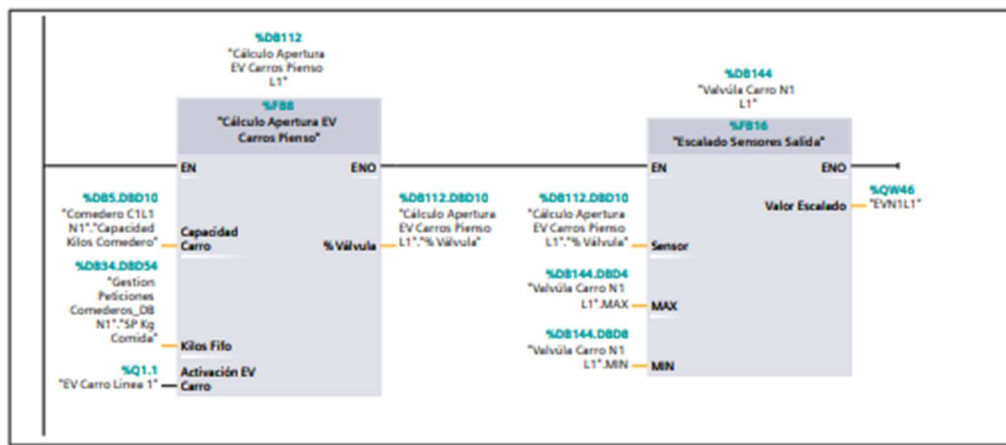 %DB112
"Cálculo Apertura
EV Carros Pienso
L1"
%FB8
"Cálculo Apertura EV
Carros Pienso"
EN
ENO
%DB5.DBD10
"Comedero C1L1
N1"."Capacidad
Kilos Comedero"
Capacidad
Carro
%DB34.DBD54
"Gestion
Peticiones
Comederos_DB
N1"."SP Kg
Comida"
Kilos Fifo
%Q1.1
"EV Carro Linea 1"
Activación EV
Carro
% Válvula
%DB112.DBD10
"Cálculo Apertura
EV Carros Pienso
L1"."% Válvula"
%DB144
"Valvúla Carro N1
L1"
%FB16
"Escalado Sensores Salida"
EN
ENO
%DB112.DBD10
"Cálculo Apertura
EV Carros Pienso
L1"."% Válvula"
Sensor
%DB144.DBD4
"Valvúla Carro N1
L1".MAX
MAX
%DB144.DBD8
"Valvúla Carro N1
L1".MIN
MIN
Valor Escalado
%QW46
"EVN1L1"